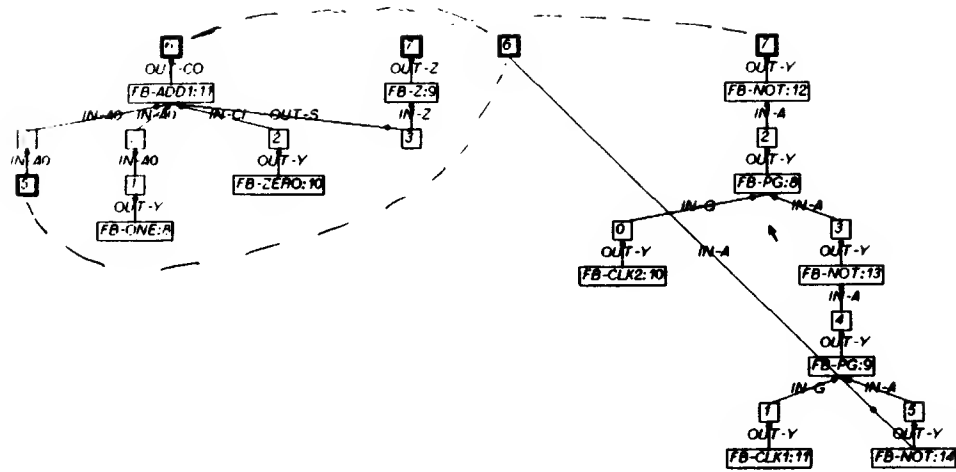 7 6 7
OUT-CO OUT-Z OUT-Y
FB-ADD1:11 FB-Z:9 FB-NOT:12
IN-A0 IN-A0 IN-CI OUT-S IN-Z IN-A
2 3 2
IN-A0 IN-A0 OUT-Y OUT-Y
5 1 FB-ZERO:10 FB-PG:8
OUT-Y IN-G IN-A
FB-ONE:8 0 3
OUT-Y IN-A OUT-Y
FB-CLK2:10 FB-NOT:13
IN-A
4
OUT-Y
FB-PG:9
IN-G IN-A
1 5
OUT-Y OUT-Y
FB-CLK1:11 FB-NOT:14